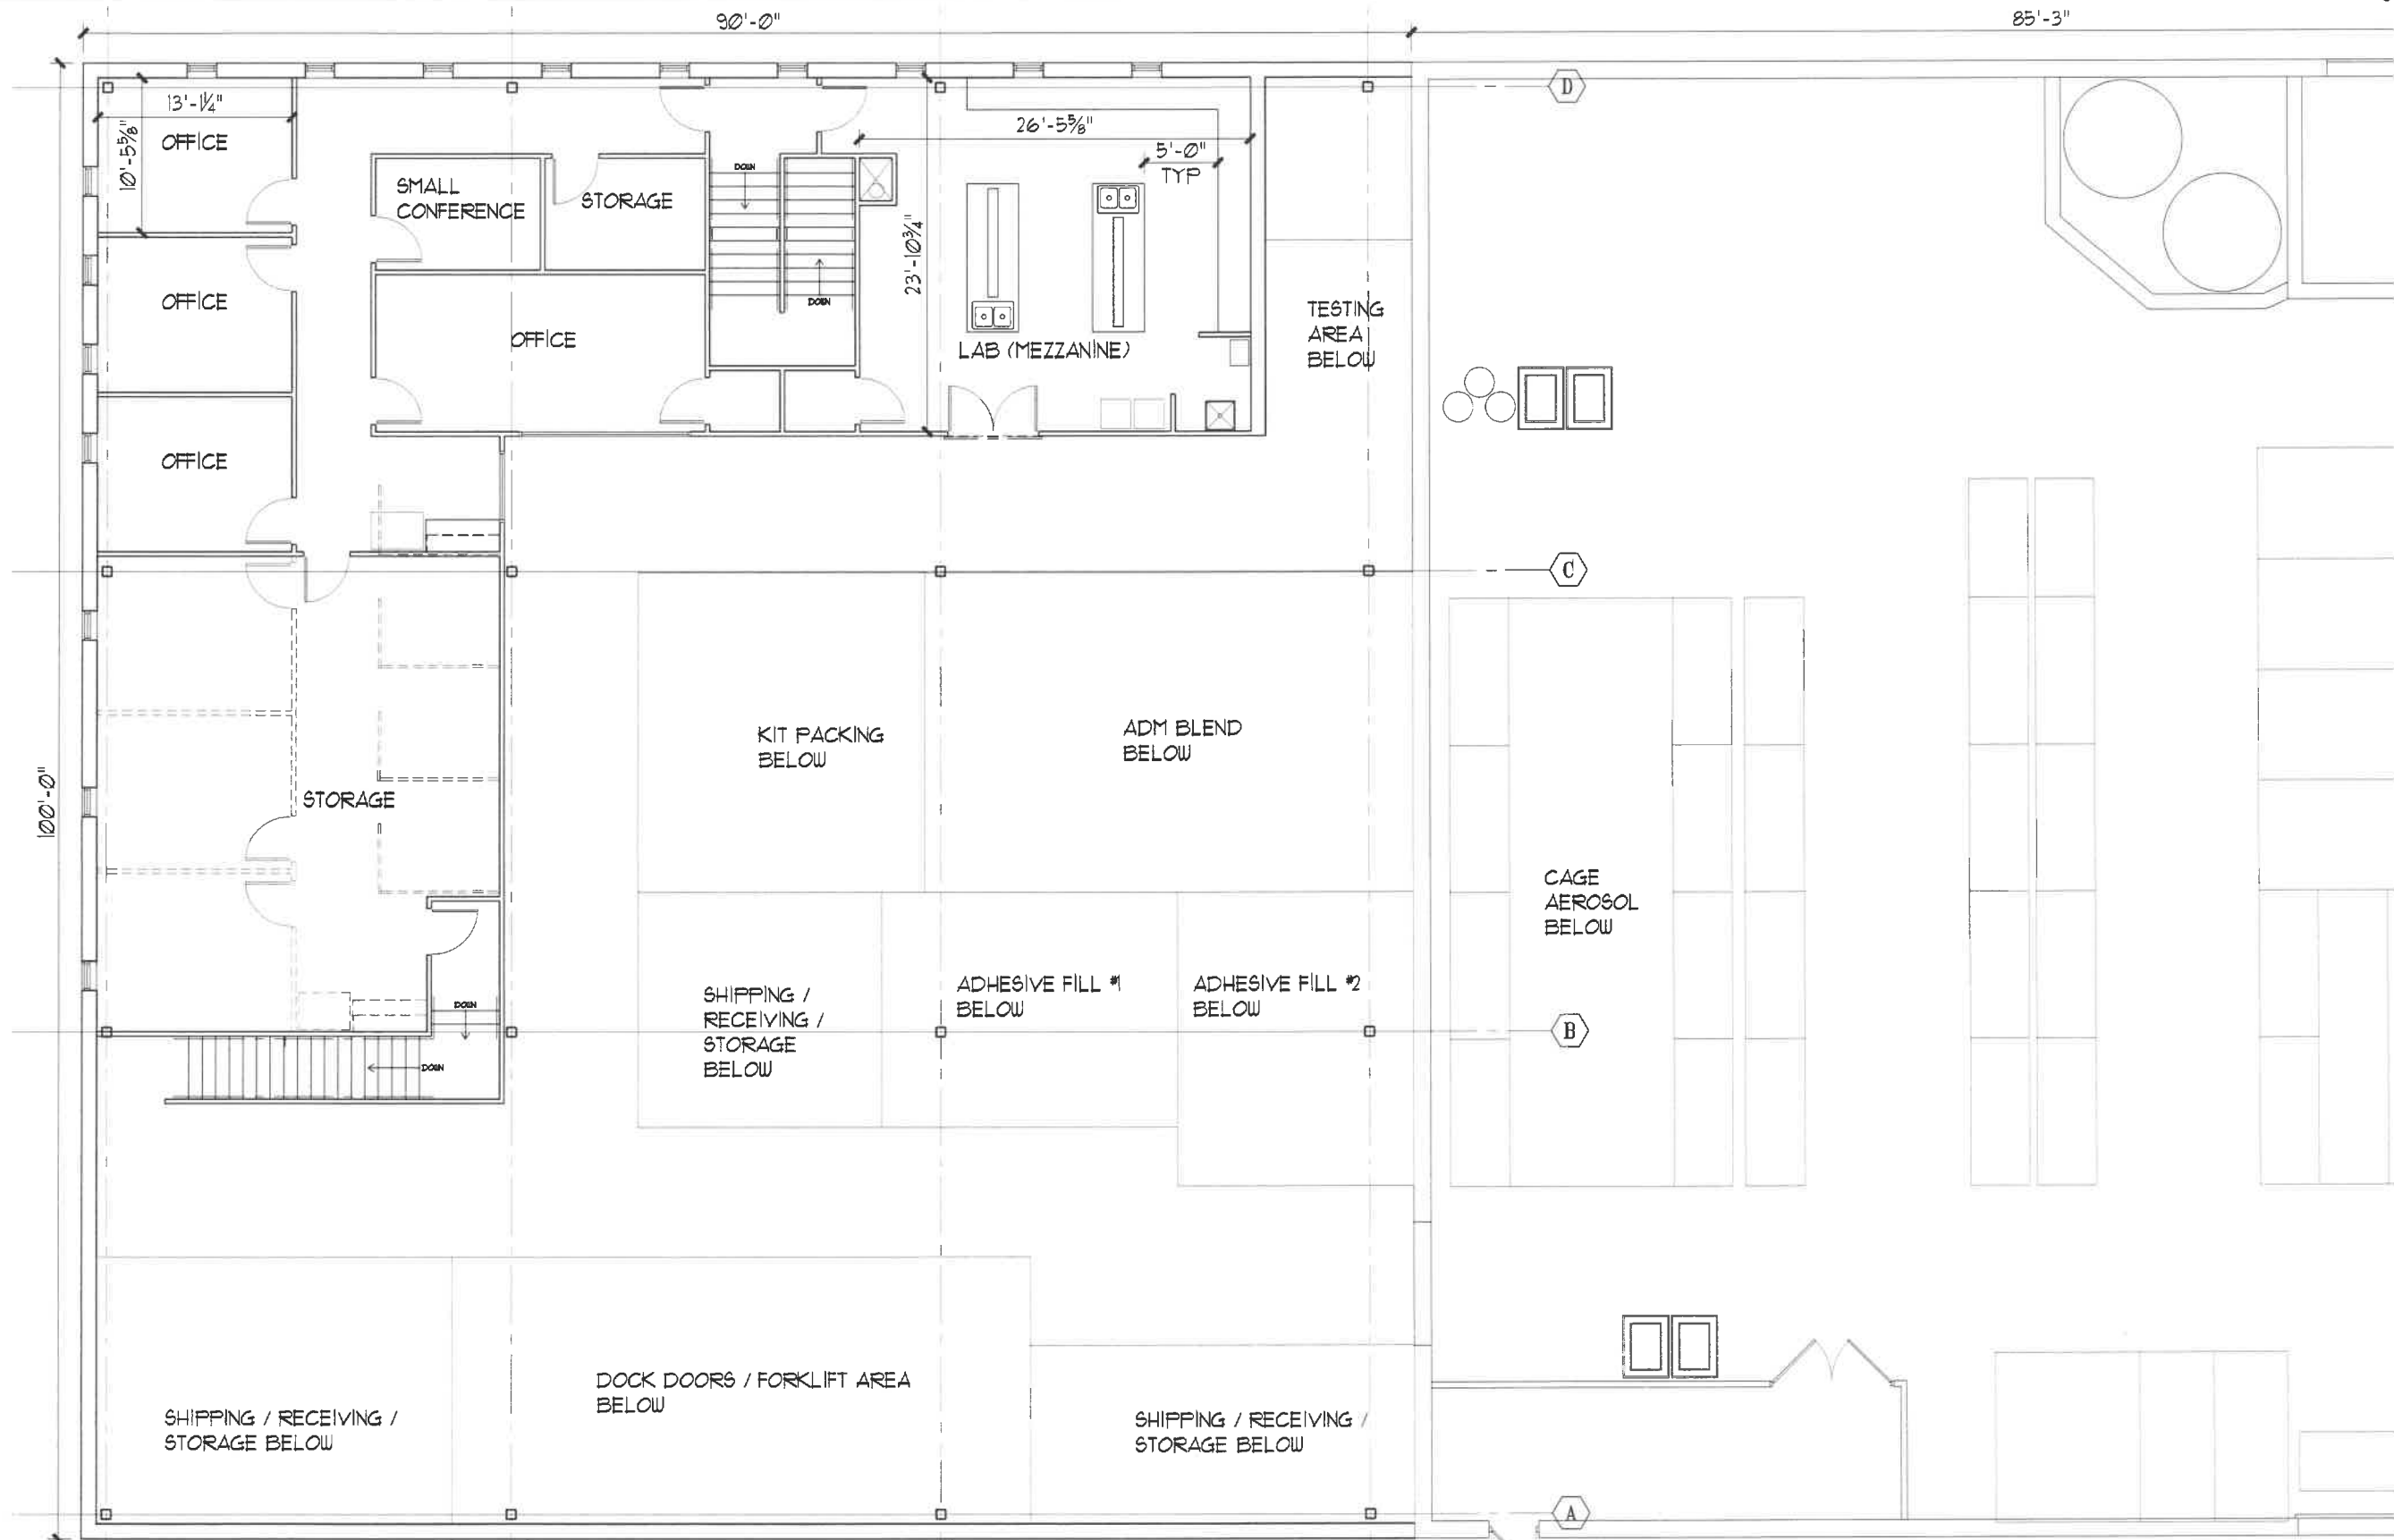 90'-0"
85'-3"
D
13'-1¼"
10'-5⅝"
OFFICE
26'-5⅝"
5'-0"
TYP
DOWN
SMALL
CONFERENCE
STORAGE
23'-10¾"
OFFICE
DOWN
OFFICE
LAB (MEZZANINE)
TESTING
AREA
BELOW
OFFICE
C
KIT PACKING
BELOW
ADM BLEND
BELOW
STORAGE
100'-0"
CAGE
AEROSOL
BELOW
SHIPPING /
RECEIVING /
STORAGE
BELOW
ADHESIVE FILL #1
BELOW
ADHESIVE FILL #2
BELOW
DOWN
B
DOWN
DOCK DOORS / FORKLIFT AREA
BELOW
SHIPPING / RECEIVING /
STORAGE BELOW
SHIPPING / RECEIVING /
STORAGE BELOW
A